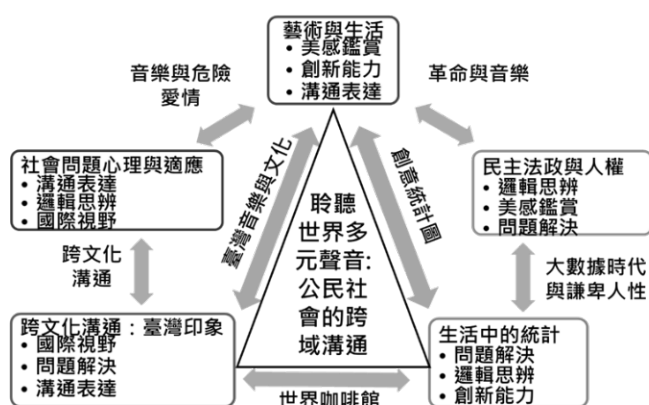 藝術與生活
• 美感鑑賞
• 創新能力
• 溝通表達
音樂與危險
愛情
革命與音樂
社會問題心理與適應
• 溝通表達
• 邏輯思辨
• 國際視野
臺灣音樂與文化
創意統計圖
民主法政與人權
• 邏輯思辨
• 美感鑑賞
• 問題解決
聆聽
世界多
元聲音:
公民社
會的跨
域溝通
跨文化
溝通
大數據時代
與謙卑人性
跨文化溝通：臺灣印象
• 國際視野
• 問題解決
• 溝通表達
生活中的統計
• 問題解決
• 邏輯思辨
• 創新能力
世界咖啡館